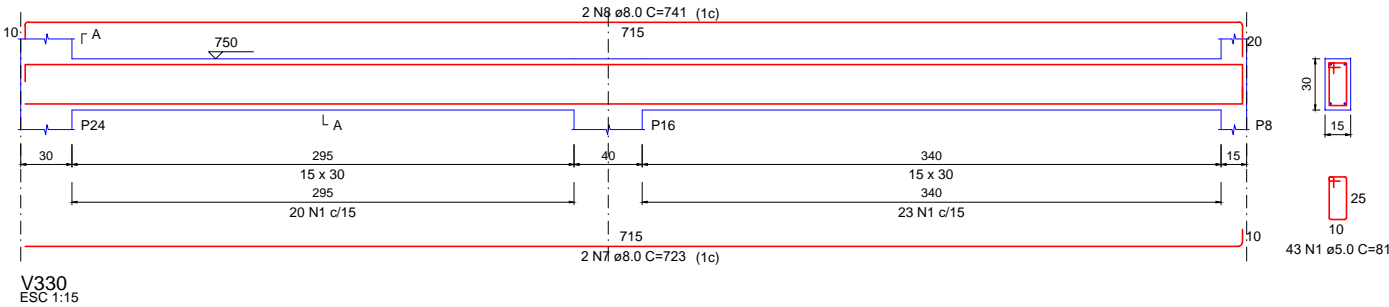 2 N8 ø8.0 C=741 (1c)
10 715 20
A
750
30
15
P24 A P16 P8
30 295 40 340 15
15 x 30 15 x 30
295 340
20 N1 c/15 23 N1 c/15
25
10
43 N1 ø5.0 C=81
715 10
2 N7 ø8.0 C=723 (1c)
V330
ESC 1:15